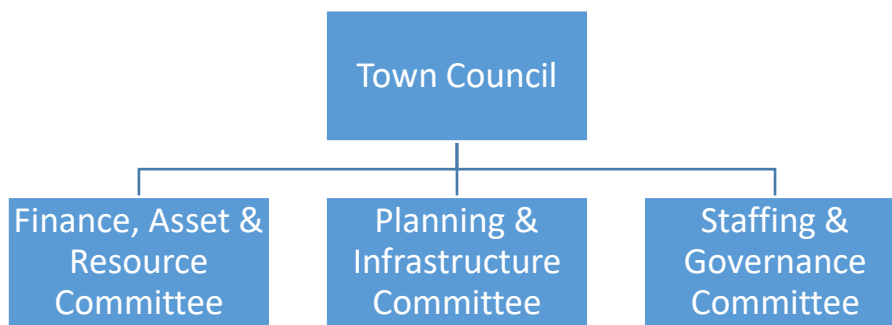 Town Council
Finance, Asset &
Resource
Committee
Planning &
Infrastructure
Committee
Staffing &
Governance
Committee